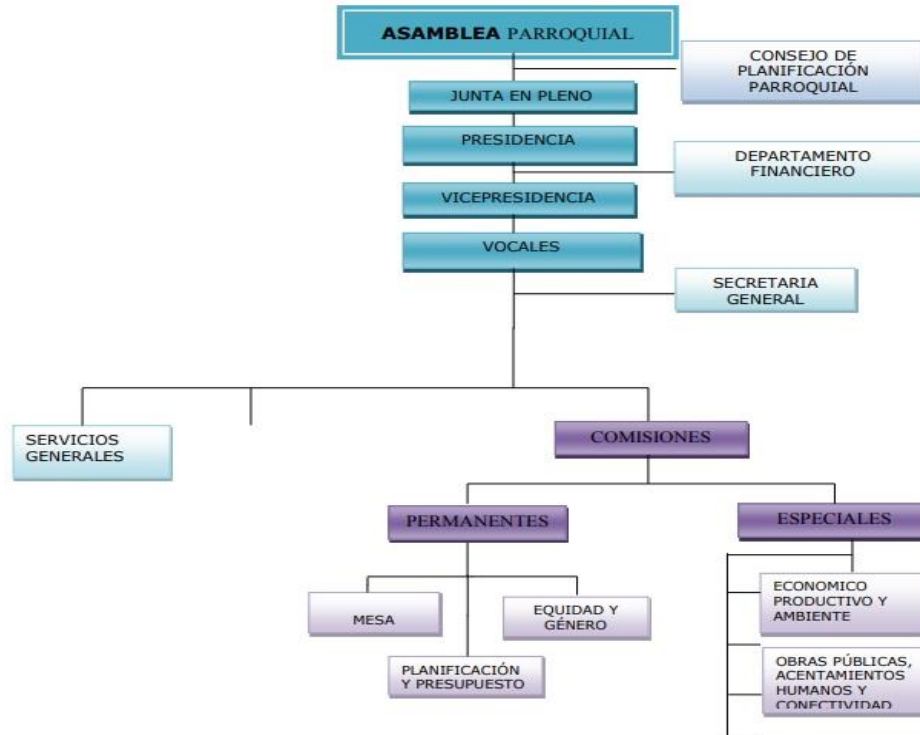 ASAMBLEA PARROQUIAL
CONSEJO DE
PLANIFICACIÓN
PARROQUIAL
JUNTA EN PLENO
PRESIDENCIA
DEPARTAMENTO
FINANCIERO
VICEPRESIDENCIA
VOCALES
SECRETARIA
GENERAL
SERVICIOS
GENERALES
COMISIONES
PERMANENTES
ESPECIALES
MESA
EQUIDAD Y
GÉNERO
PLANIFICACIÓN
Y PRESUPUESTO
ECONOMICO
PRODUCTIVO Y
AMBIENTE
OBRAS PÚBLICAS,
ACENTAMIENTOS
HUMANOS Y
CONECTIVIDAD